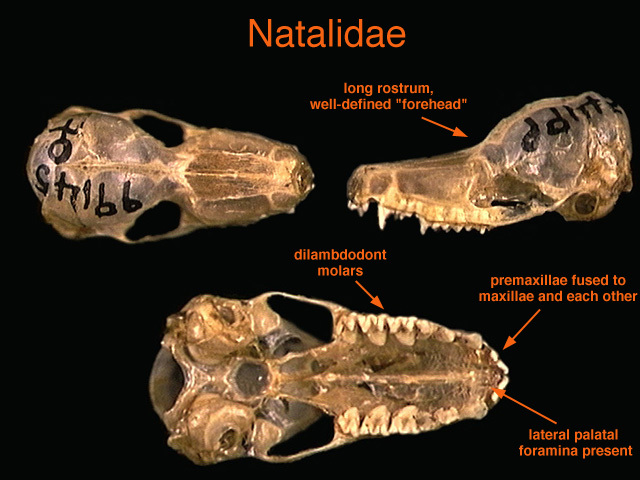 Natalidae
long rostrum,
well-defined "forehead"
99145
dilambdodont
molars
premaxillae fused to
maxillae and each other
lateral palatal
foramina present